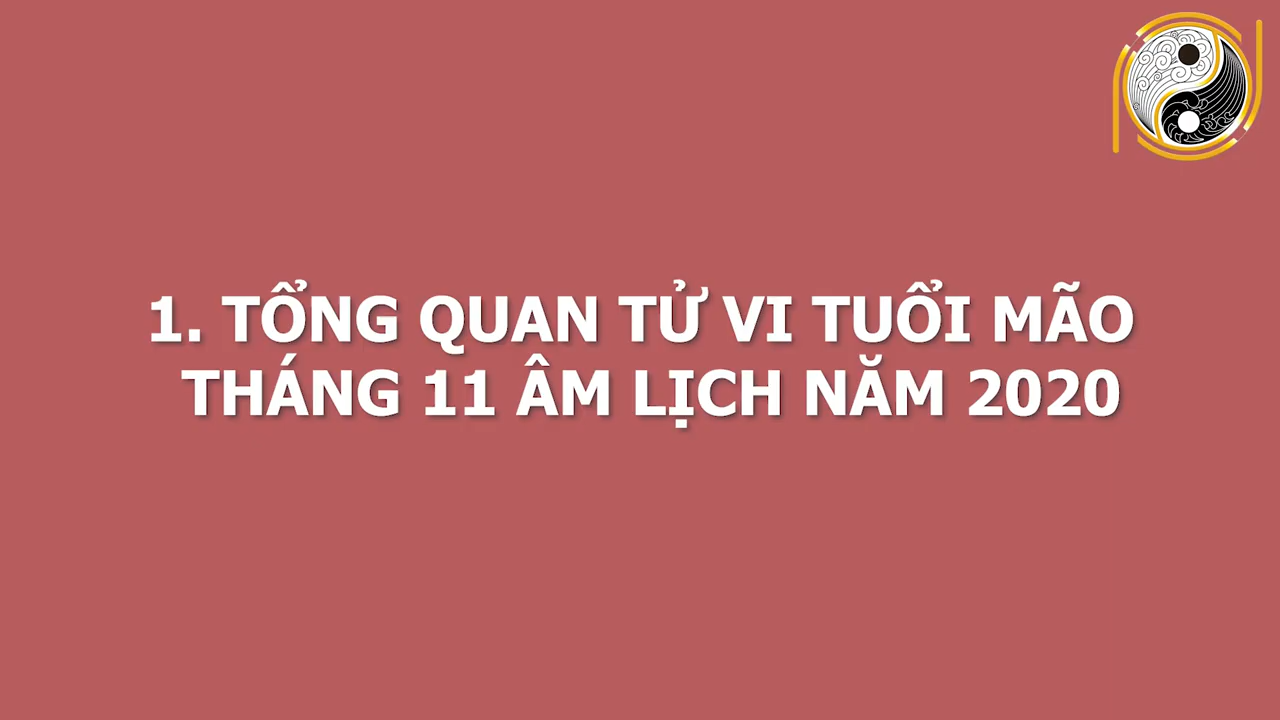 1. TỔNG QUAN TỬ VI TUỔI MÃO
THÁNG 11 ÂM LỊCH NĂM 2020